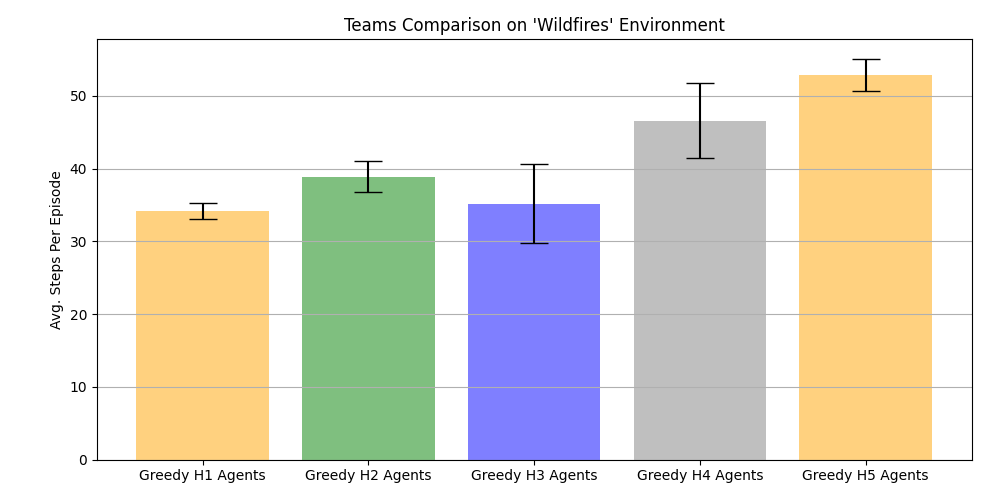 Teams Comparison on 'Wildfires' Environment
Avg. Steps Per Episode
50
40
30
20
10
0
Greedy H1 Agents
Greedy H2 Agents
Greedy H3 Agents
Greedy H4 Agents
Greedy H5 Agents